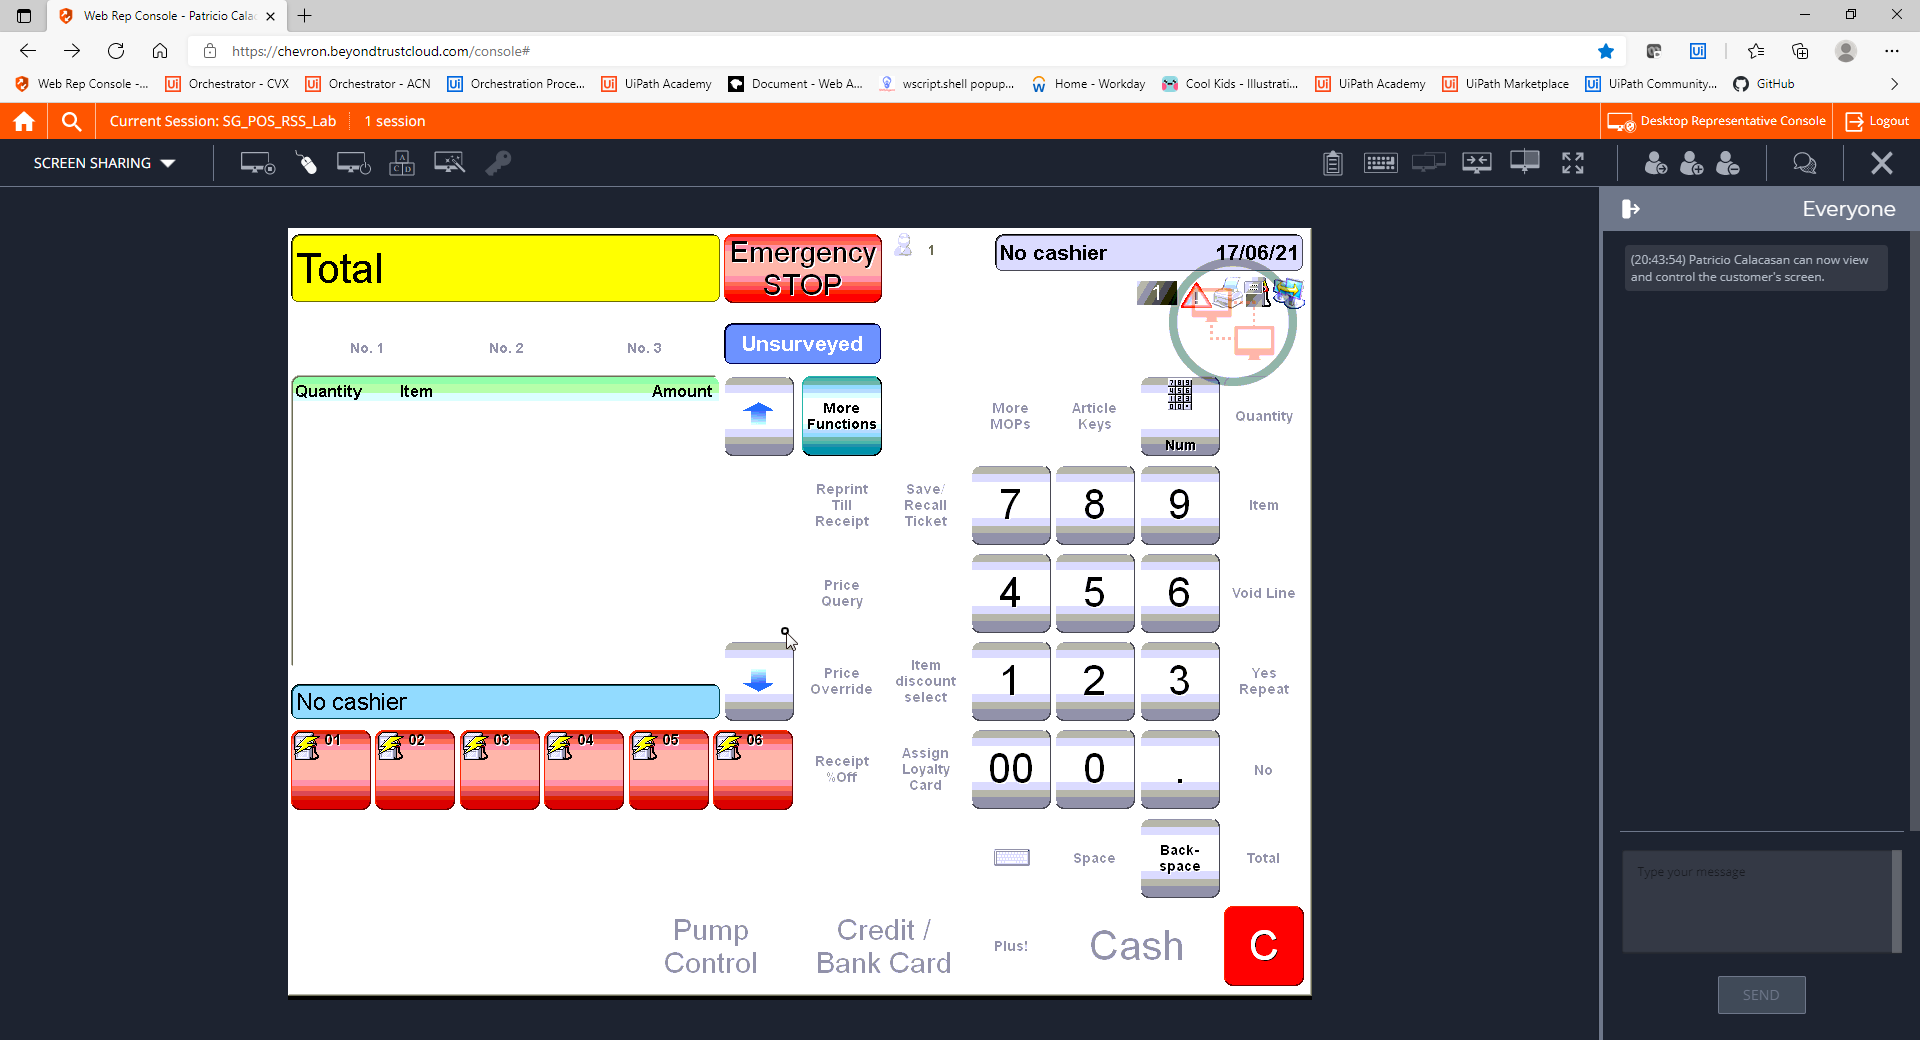 Web Rep Console - Patricio Cala
https://chevron.beyondtrustcloud.com/console#
Web Rep Console -...
Orchestrator - CVX
Orchestrator - ACN
Orchestration Proce...
UiPath Academy
Document - Web A...
wscript.shell popup...
Home - Workday
Cool Kids - Illustrati...
UiPath Academy
UiPath Marketplace
UiPath Community...
GitHub
Current Session: SG_POS_RSS_Lab
1 session
Desktop Representative Console
Logout
SCREEN SHARING
Everyone
(20:43:54) Patricio Calacasan can now view
and control the customer's screen.
Total
Emergency
STOP
1
No cashier 17/06/21
1
No. 1
No. 2
No. 3
Unsurveyed
Quantity Item Amount
More
Functions
More
MOPs
Article
Keys
Num
Quantity
Reprint
Till
Receipt
Save/
Recall
Ticket
7
8
9
Item
Price
Query
4
5
6
Void Line
Price
Override
Item
discount
select
1
2
3
Yes
Repeat
No cashier
01
02
03
04
05
06
Receipt
%Off
Assign
Loyalty
Card
00
0
.
No
Space
Back-
space
Total
Pump
Control
Credit /
Bank Card
Plus!
Cash
C
Type your message
SEND